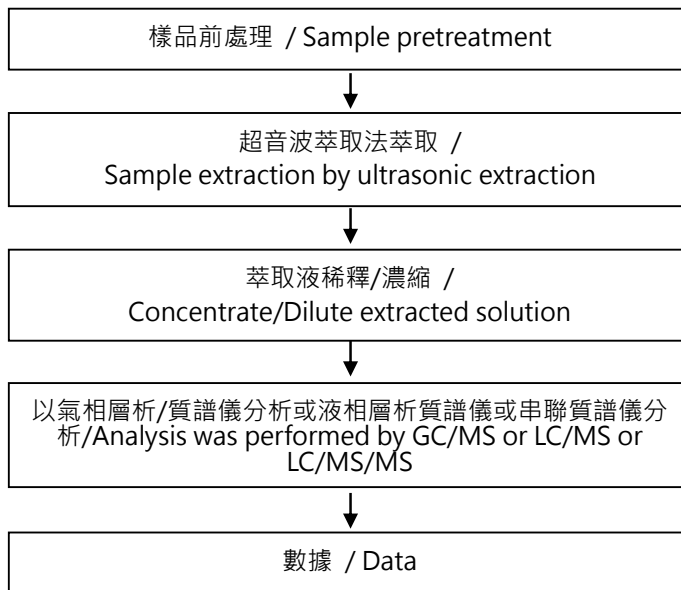 樣品前處理 / Sample pretreatment
超音波萃取法萃取 /
Sample extraction by ultrasonic extraction
萃取液稀釋/濃縮 /
Concentrate/Dilute extracted solution
以氣相層析/質譜儀分析或液相層析質譜儀或串聯質譜儀分
析/Analysis was performed by GC/MS or LC/MS or
LC/MS/MS
數據 / Data